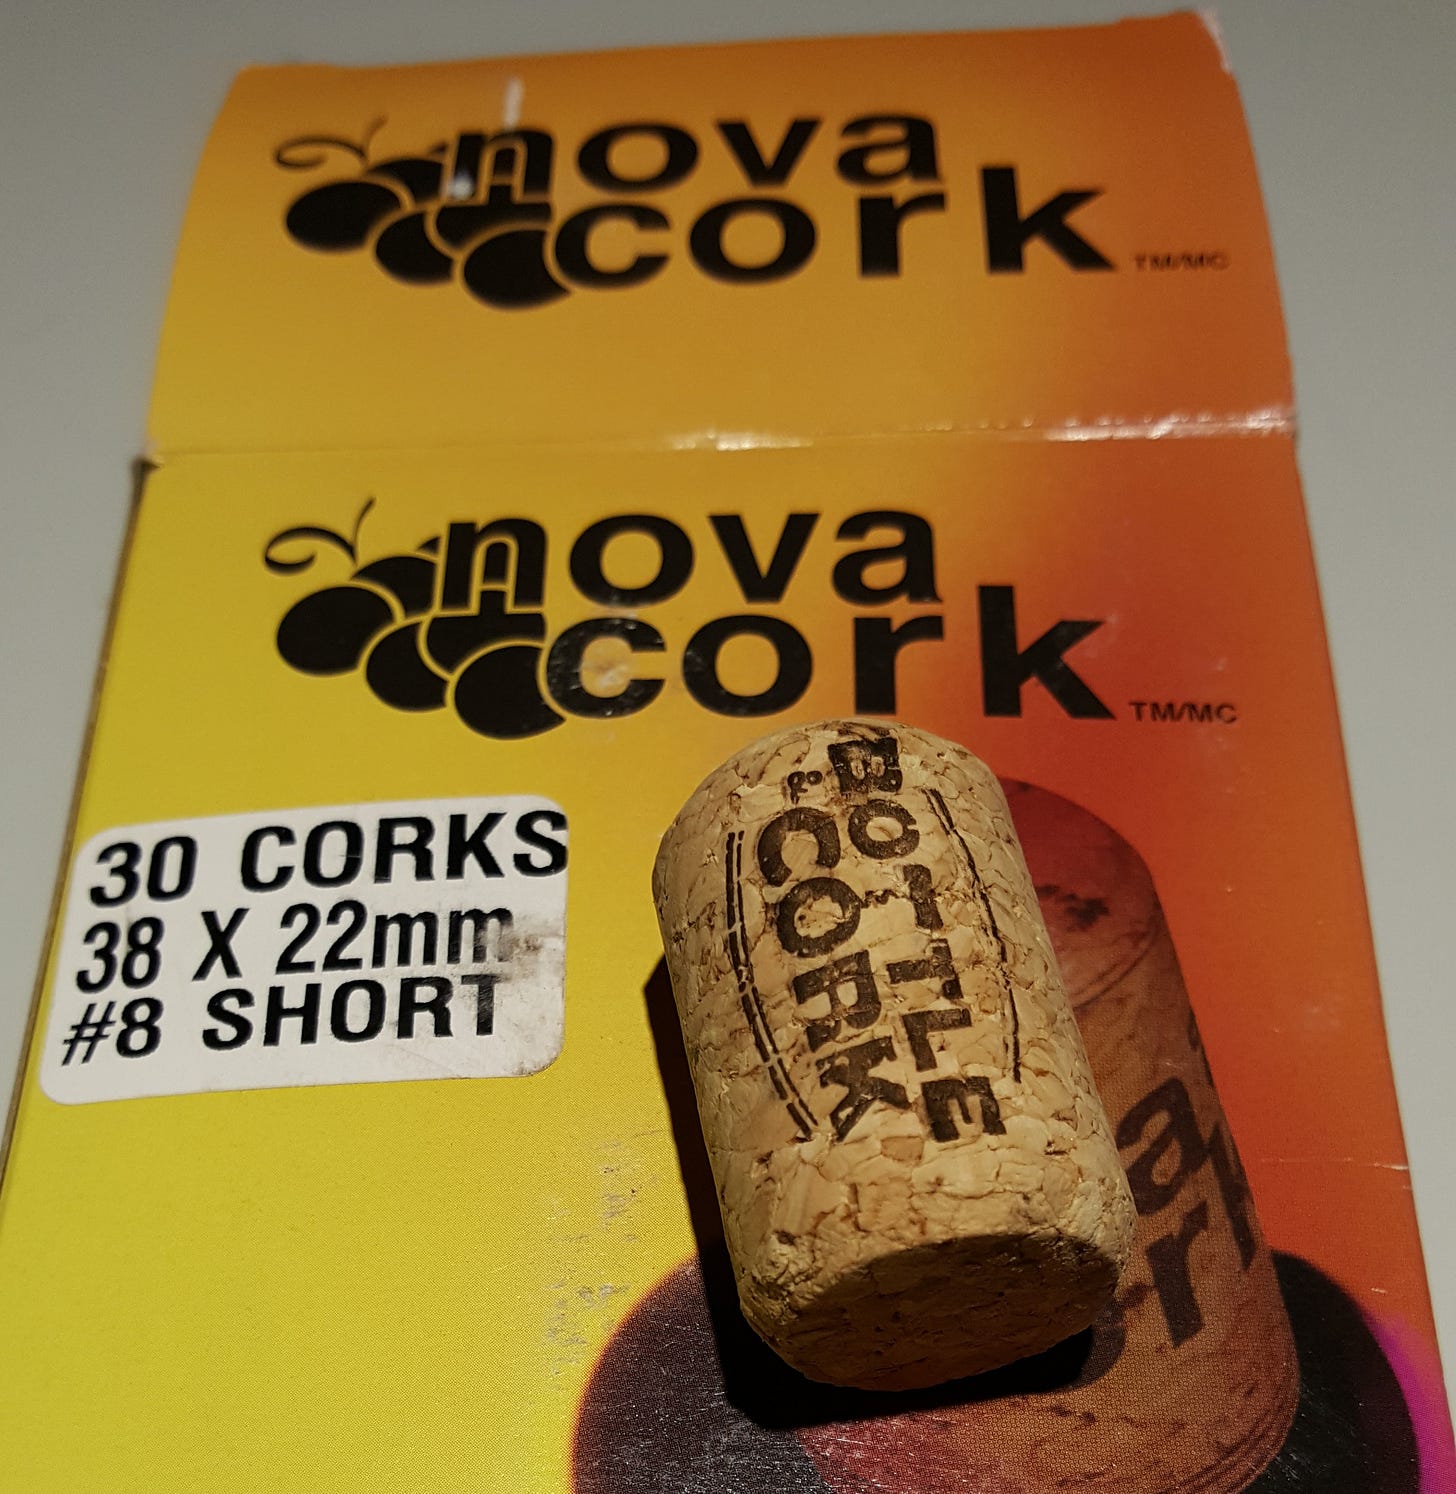 nova
cork
TM/MC
nova
cork
TM/MC
30 CORKS
38 X 22mm
#8 SHORT
BOTTLE
CORK